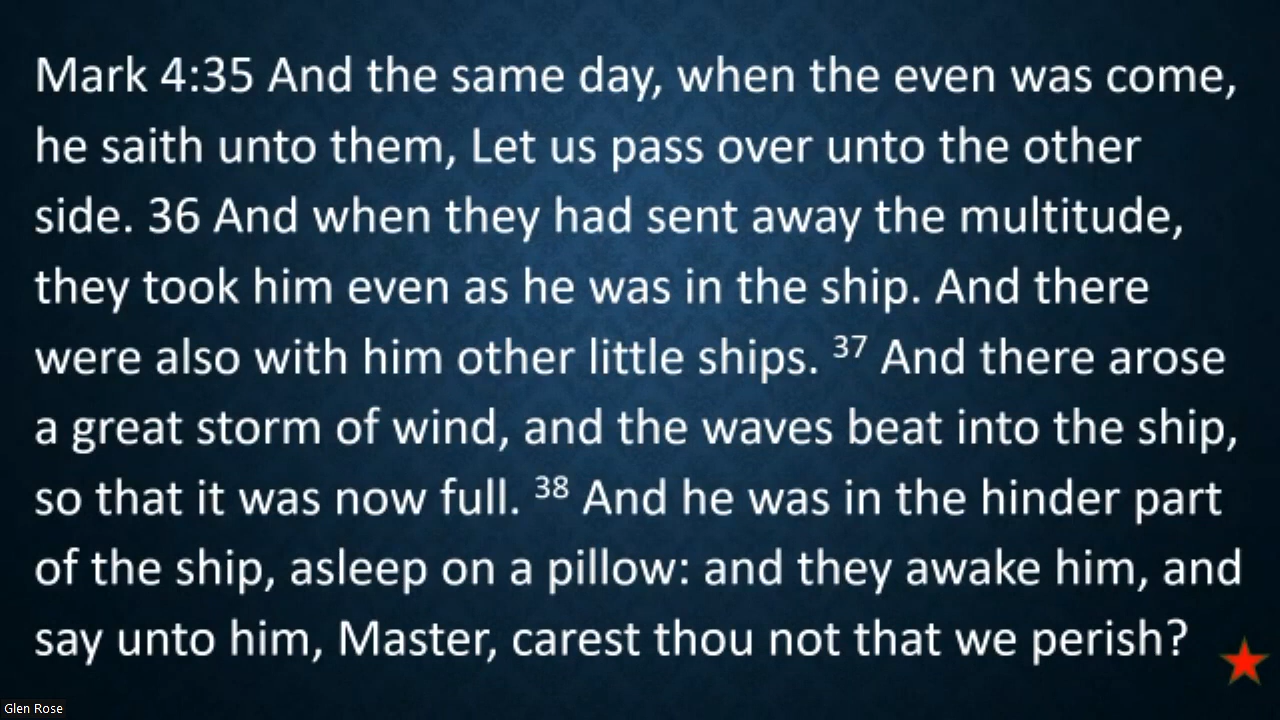 Mark 4:35 And the same day, when the even was come,
he saith unto them, Let us pass over unto the other
side. 36 And when they had sent away the multitude,
they took him even as he was in the ship. And there
were also with him other little ships. 37 And there arose
a great storm of wind, and the waves beat into the ship,
so that it was now full. 38 And he was in the hinder part
of the ship, asleep on a pillow: and they awake him, and
say unto him, Master, carest thou not that we perish?
Glen Rose